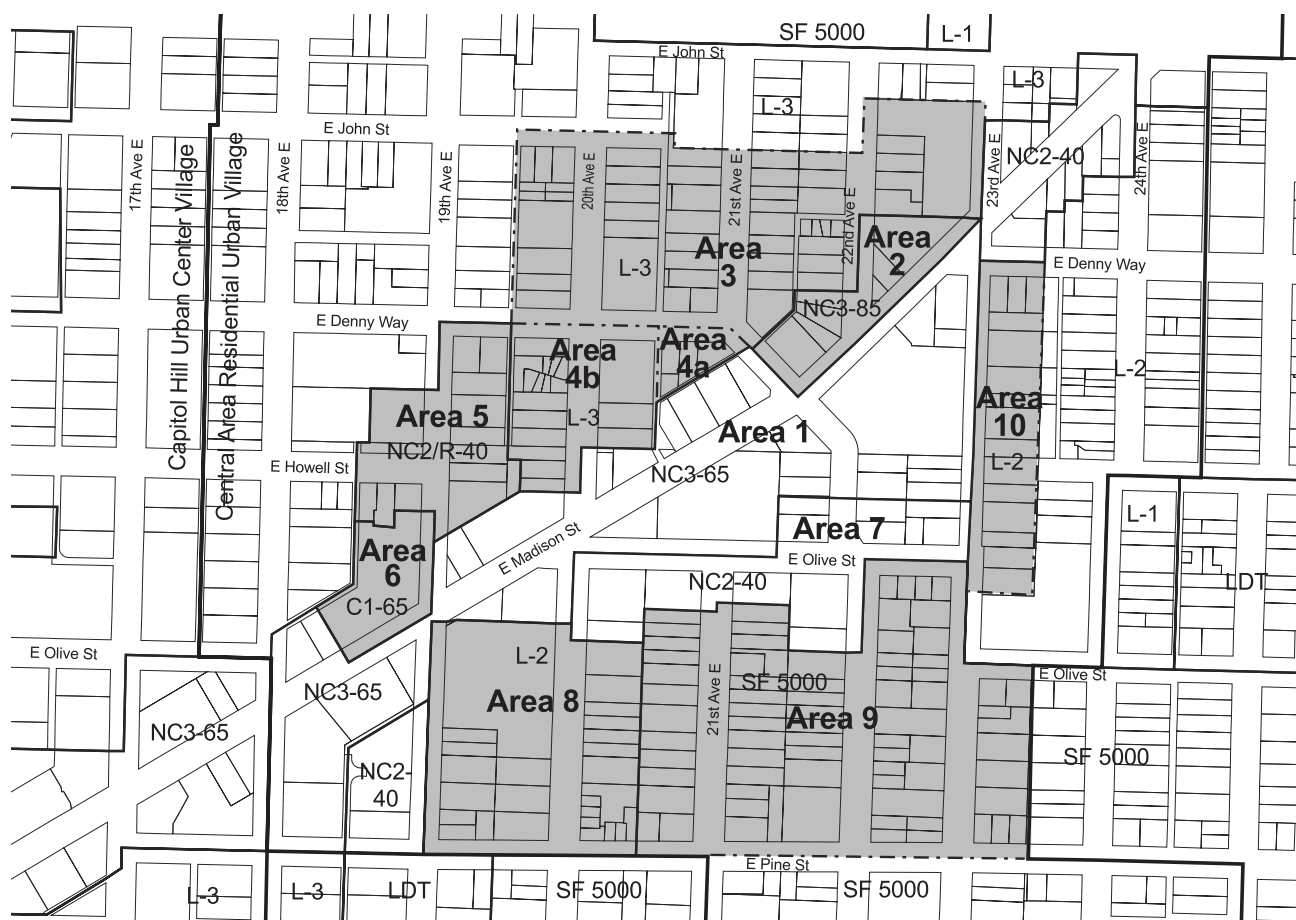 SF 5000
L-1
E John St
L-3
L-3
E John St
NC2-40
17th Ave E
Capitol Hill Urban Center Village
Central Area Residential Urban Village
18th Ave E
19th Ave E
20th Ave E
21st Ave E
22nd Ave E
23rd Ave E
24th Ave E
Area
2
Area
3
L-3
E Denny Way
NC3-85
E Denny Way
Area
4b
Area
4a
L-2
Area
10
L-2
Area 5
NC2/R-40
L-3
Area 1
NC3-65
E Howell St
Area 7
L-1
E Madison St
E Olive St
Area
6
C1-65
NC2-40
LDT
E Olive St
L-2
E Olive St
NC3-65
SF 5000
Area 8
21st Ave E
Area 9
NC3-65
SF 5000
NC2-
40
E Pine St
L-3
L-3
LDT
SF 5000
SF 5000